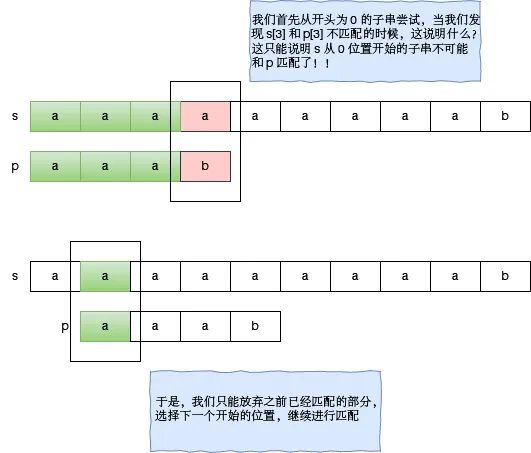 我们首先从开头为 0 的子串尝试，当我们发
现 s[3] 和 p[3] 不匹配的时候，这说明什么？
这只能说明 s 从 0 位置开始的子串不可能
和 p 匹配了！！
s a a a a a a a a a b
p a a a b
s a a a a a a a a a b
p a a a b
于是，我们只能放弃之前已经匹配的部分，
选择下一个开始的位置，继续进行匹配